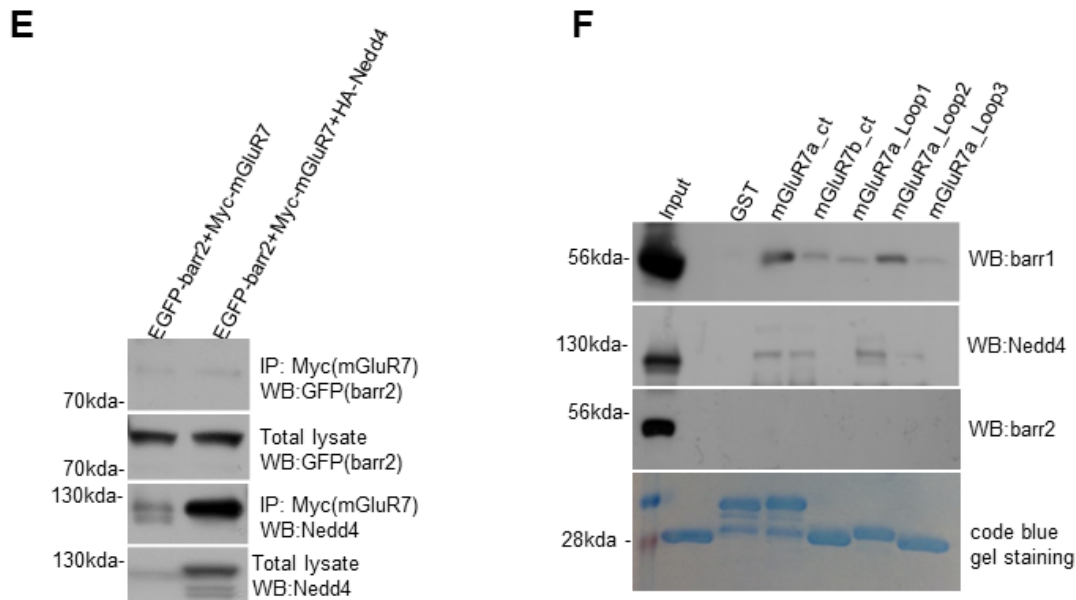 E
EGFP-barr2+Myc-mGluR7
EGFP-barr2+Myc-mGluR7+HA-Nedd4
70kda-
IP: Myc(mGluR7)
WB:GFP(barr2)
70kda-
Total lysate
WB:GFP(barr2)
130kda-
IP: Myc(mGluR7)
WB:Nedd4
130kda-
Total lysate
WB:Nedd4
F
Input
GST
mGluR7a_ct
mGluR7b_ct
mGluR7a_Loop1
mGluR7a_Loop2
mGluR7a_Loop3
56kda-
WB:barr1
130kda-
WB:Nedd4
56kda-
WB:barr2
28kda -
code blue
gel staining